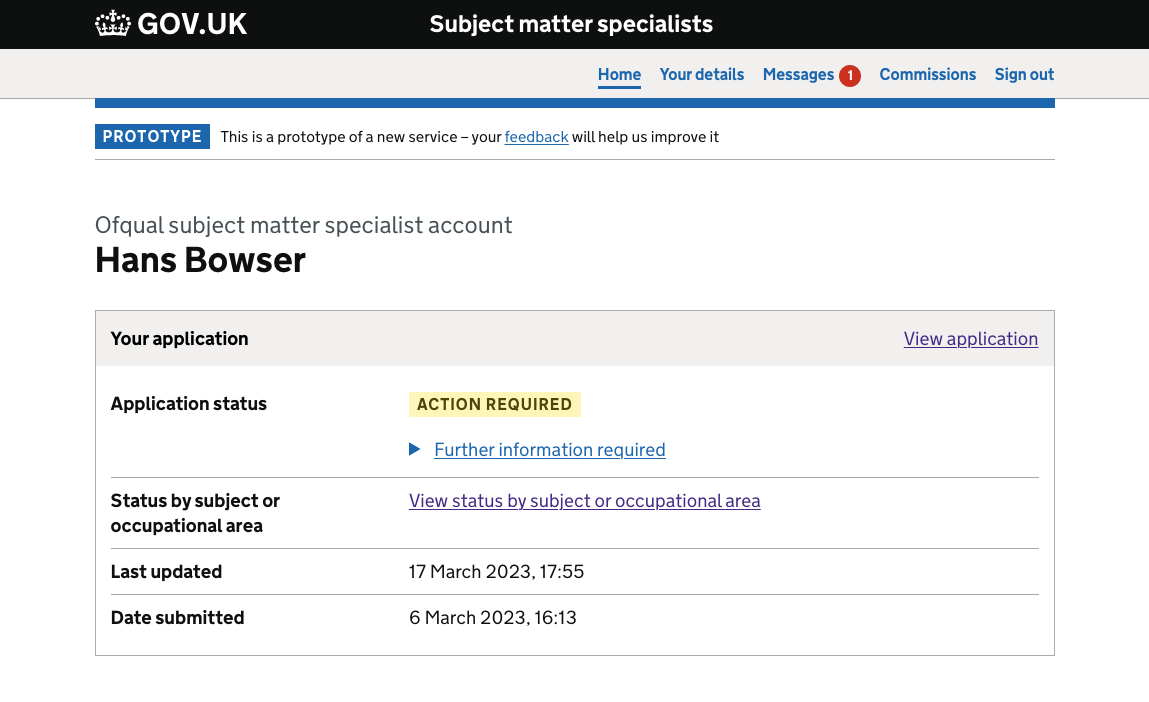 GOV.UK Subject matter specialists
Home Your details Messages 1 Commissions Sign out
PROTOTYPE This is a prototype of a new service – your feedback will help us improve it
Ofqual subject matter specialist account
Hans Bowser
Your application View application
Application status ACTION REQUIRED
Further information required
Status by subject or View status by subject or occupational area
occupational area
Last updated 17 March 2023, 17:55
Date submitted 6 March 2023, 16:13